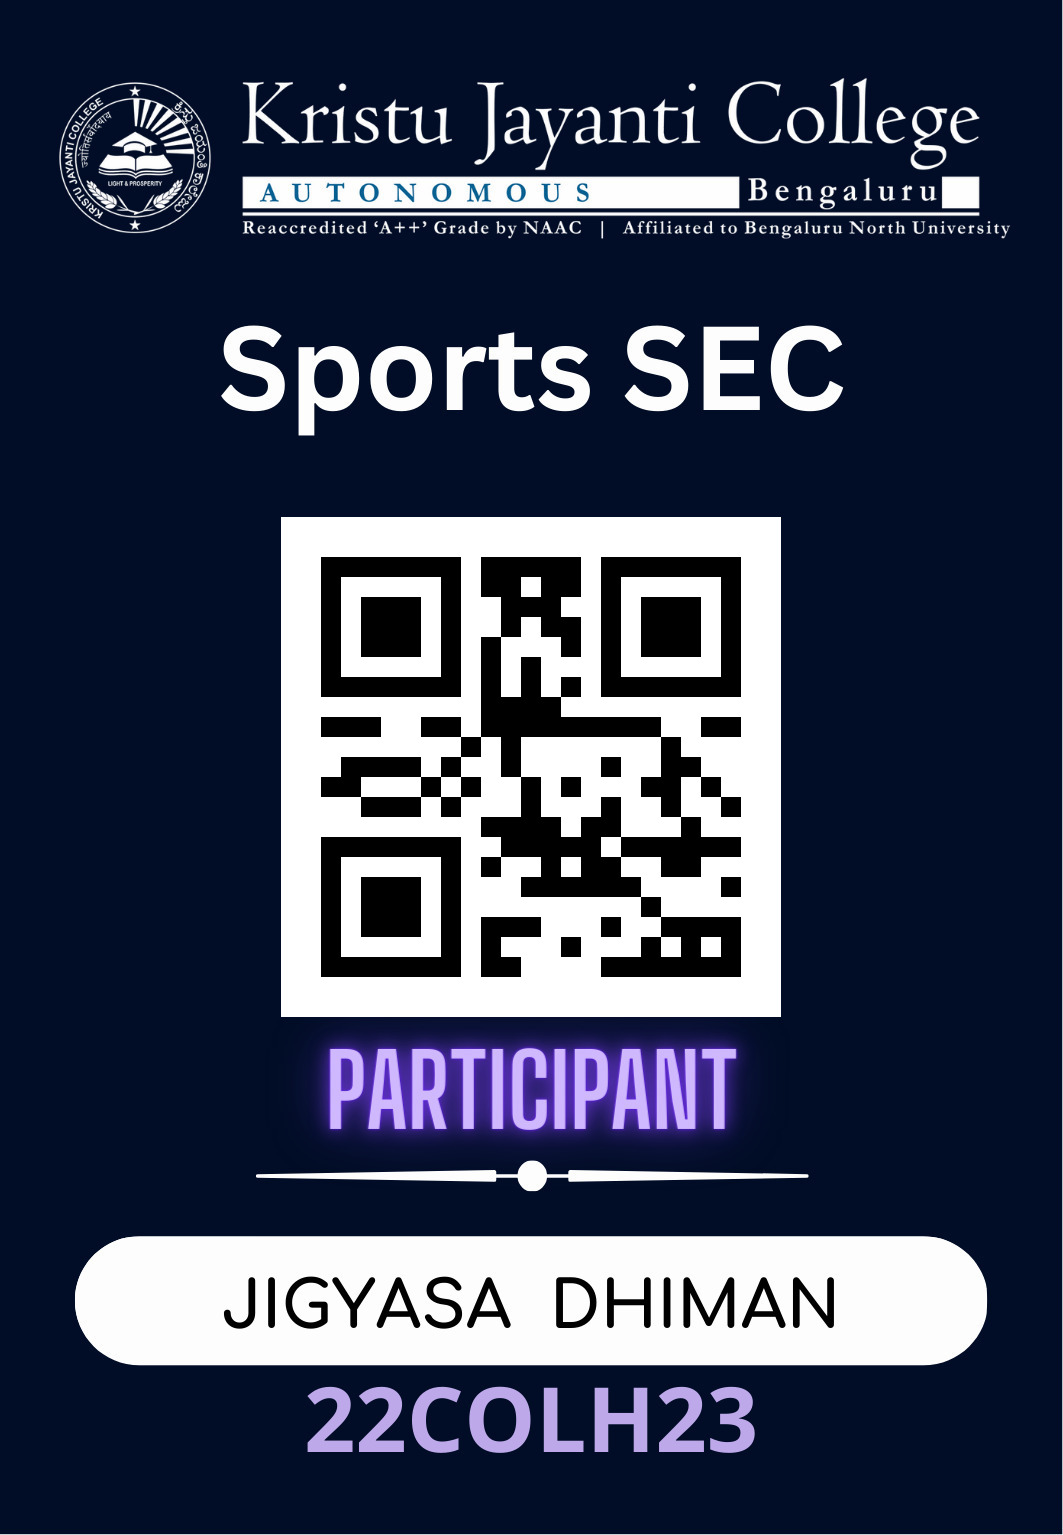 Kristu Jayanti College
AUTONOMOUS Bengaluru
Reaccredited ‘A++’ Grade by NAAC | Affiliated to Bengaluru North University
KRISTU JAYANTI COLLEGE
LIGHT & PROSPERITY
Sports SEC
PARTICIPANT
JIGYASA DHIMAN
22COLH23